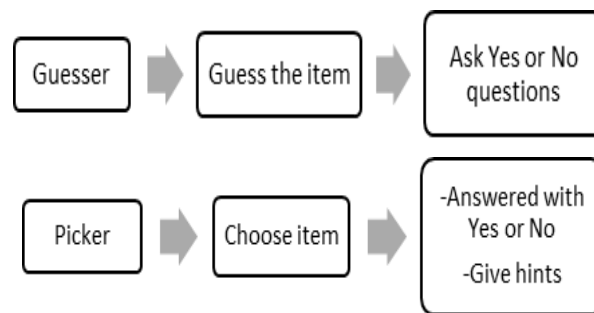 Guesser
Guess the item
Ask Yes or No
questions
Picker
Choose item
-Answered with
Yes or No
-Give hints